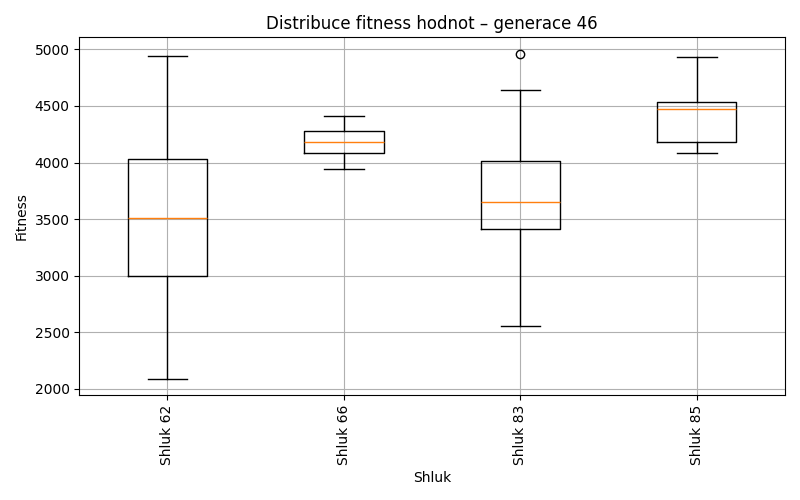 Distribuce fitness hodnot – generace 46
Fitness
5000
4500
4000
3500
3000
2500
2000
Shluk 62
Shluk 66
Shluk 83
Shluk 85
Shluk